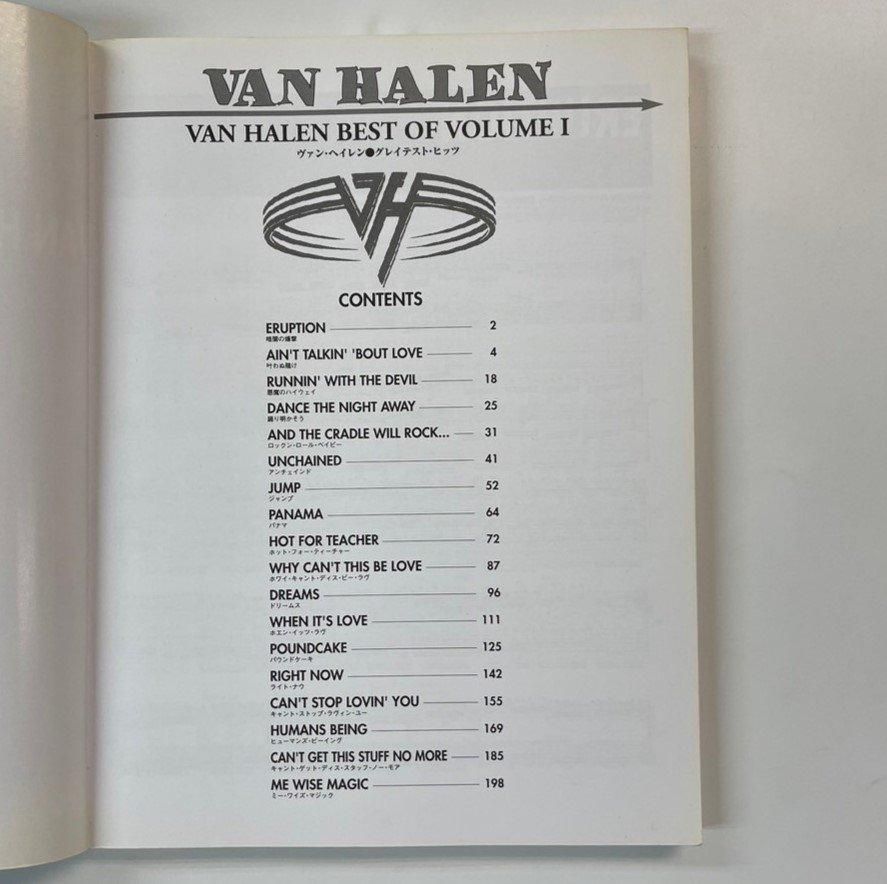 VAN HALEN
VAN HALEN BEST OF VOLUME I
ヴァン・ヘイレン●グレイテスト・ヒッツ
VH
CONTENTS
ERUPTION 2
暗闇の爆撃
AIN'T TALKIN' 'BOUT LOVE 4
叶わぬ賭け
RUNNIN' WITH THE DEVIL 18
悪魔のハイウェイ
DANCE THE NIGHT AWAY 25
踊り明かそう
AND THE CRADLE WILL ROCK... 31
ロックン・ロール・ベイビー
UNCHAINED 41
アンチェインド
JUMP 52
ジャンプ
PANAMA 64
パナマ
HOT FOR TEACHER 72
ホット・フォー・ティーチャー
WHY CAN'T THIS BE LOVE 87
ホワイ・キャント・ディス・ビー・ラヴ
DREAMS 96
ドリームス
WHEN IT'S LOVE 111
ホエン・イッツ・ラヴ
POUNDCAKE 125
パウンドケーキ
RIGHT NOW 142
ライト・ナウ
CAN'T STOP LOVIN' YOU 155
キャント・ストップ・ラヴィン・ユー
HUMANS BEING 169
ヒューマンズ・ビーイング
CAN'T GET THIS STUFF NO MORE 185
キャント・ゲット・ディス・スタッフ・ノー・モア
ME WISE MAGIC 198
ミー・ワイズ・マジック